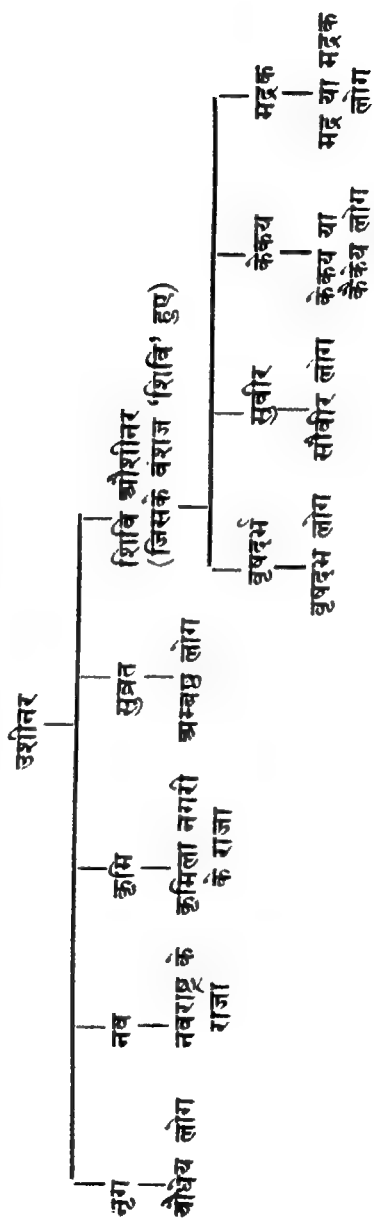 उशीनर
नृग
नव
कृमि
सुव्रत
शिवि औशीनर
(जिसके वंशज ‘शिवि’ हुए)
यौधेय लोग
नवराष्ट्र के
राजा
कृमिला नगरी
के राजा
अम्बष्ठ लोग
वृषदर्भ
सुवीर
केकय
मद्रक
वृषदर्भ लोग
सौवीर लोग
केकय या
कैकेय लोग
मद्र या मद्रक
लोग